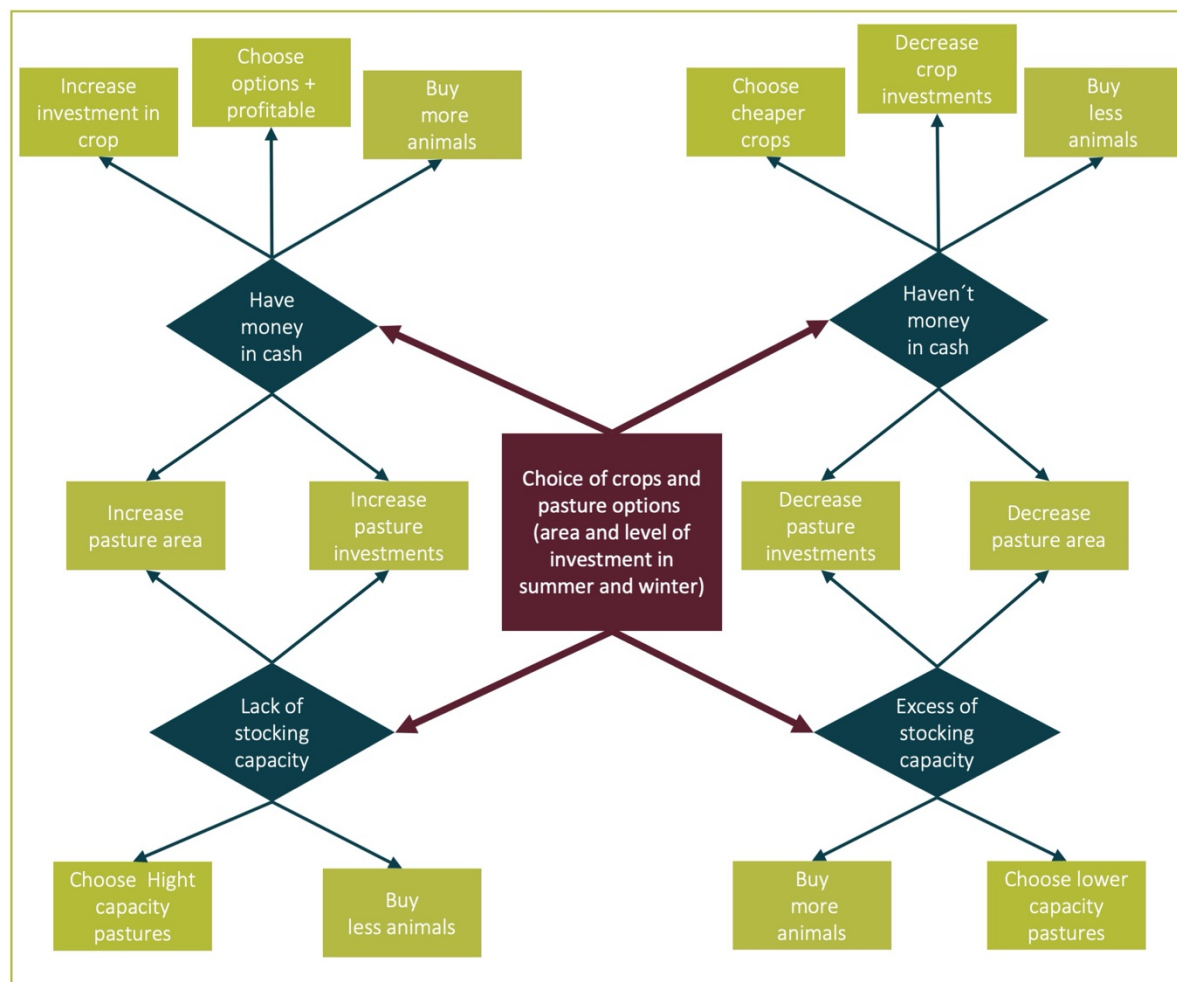 Increase
investment in
crop
Choose
options +
profitable
Buy
more
animals
Choose
cheaper
crops
Decrease
crop
investments
Buy
less
animals
Have
money
in cash
Haven´t
money
in cash
Increase
pasture area
Increase
pasture
investments
Choice of crops and
pasture options
(area and level of
investment in
summer and winter)
Decrease
pasture
investments
Decrease
pasture area
Lack of
stocking
capacity
Excess of
stocking
capacity
Choose Hight
capacity
pastures
Buy
less animals
Buy
more
animals
Choose lower
capacity
pastures